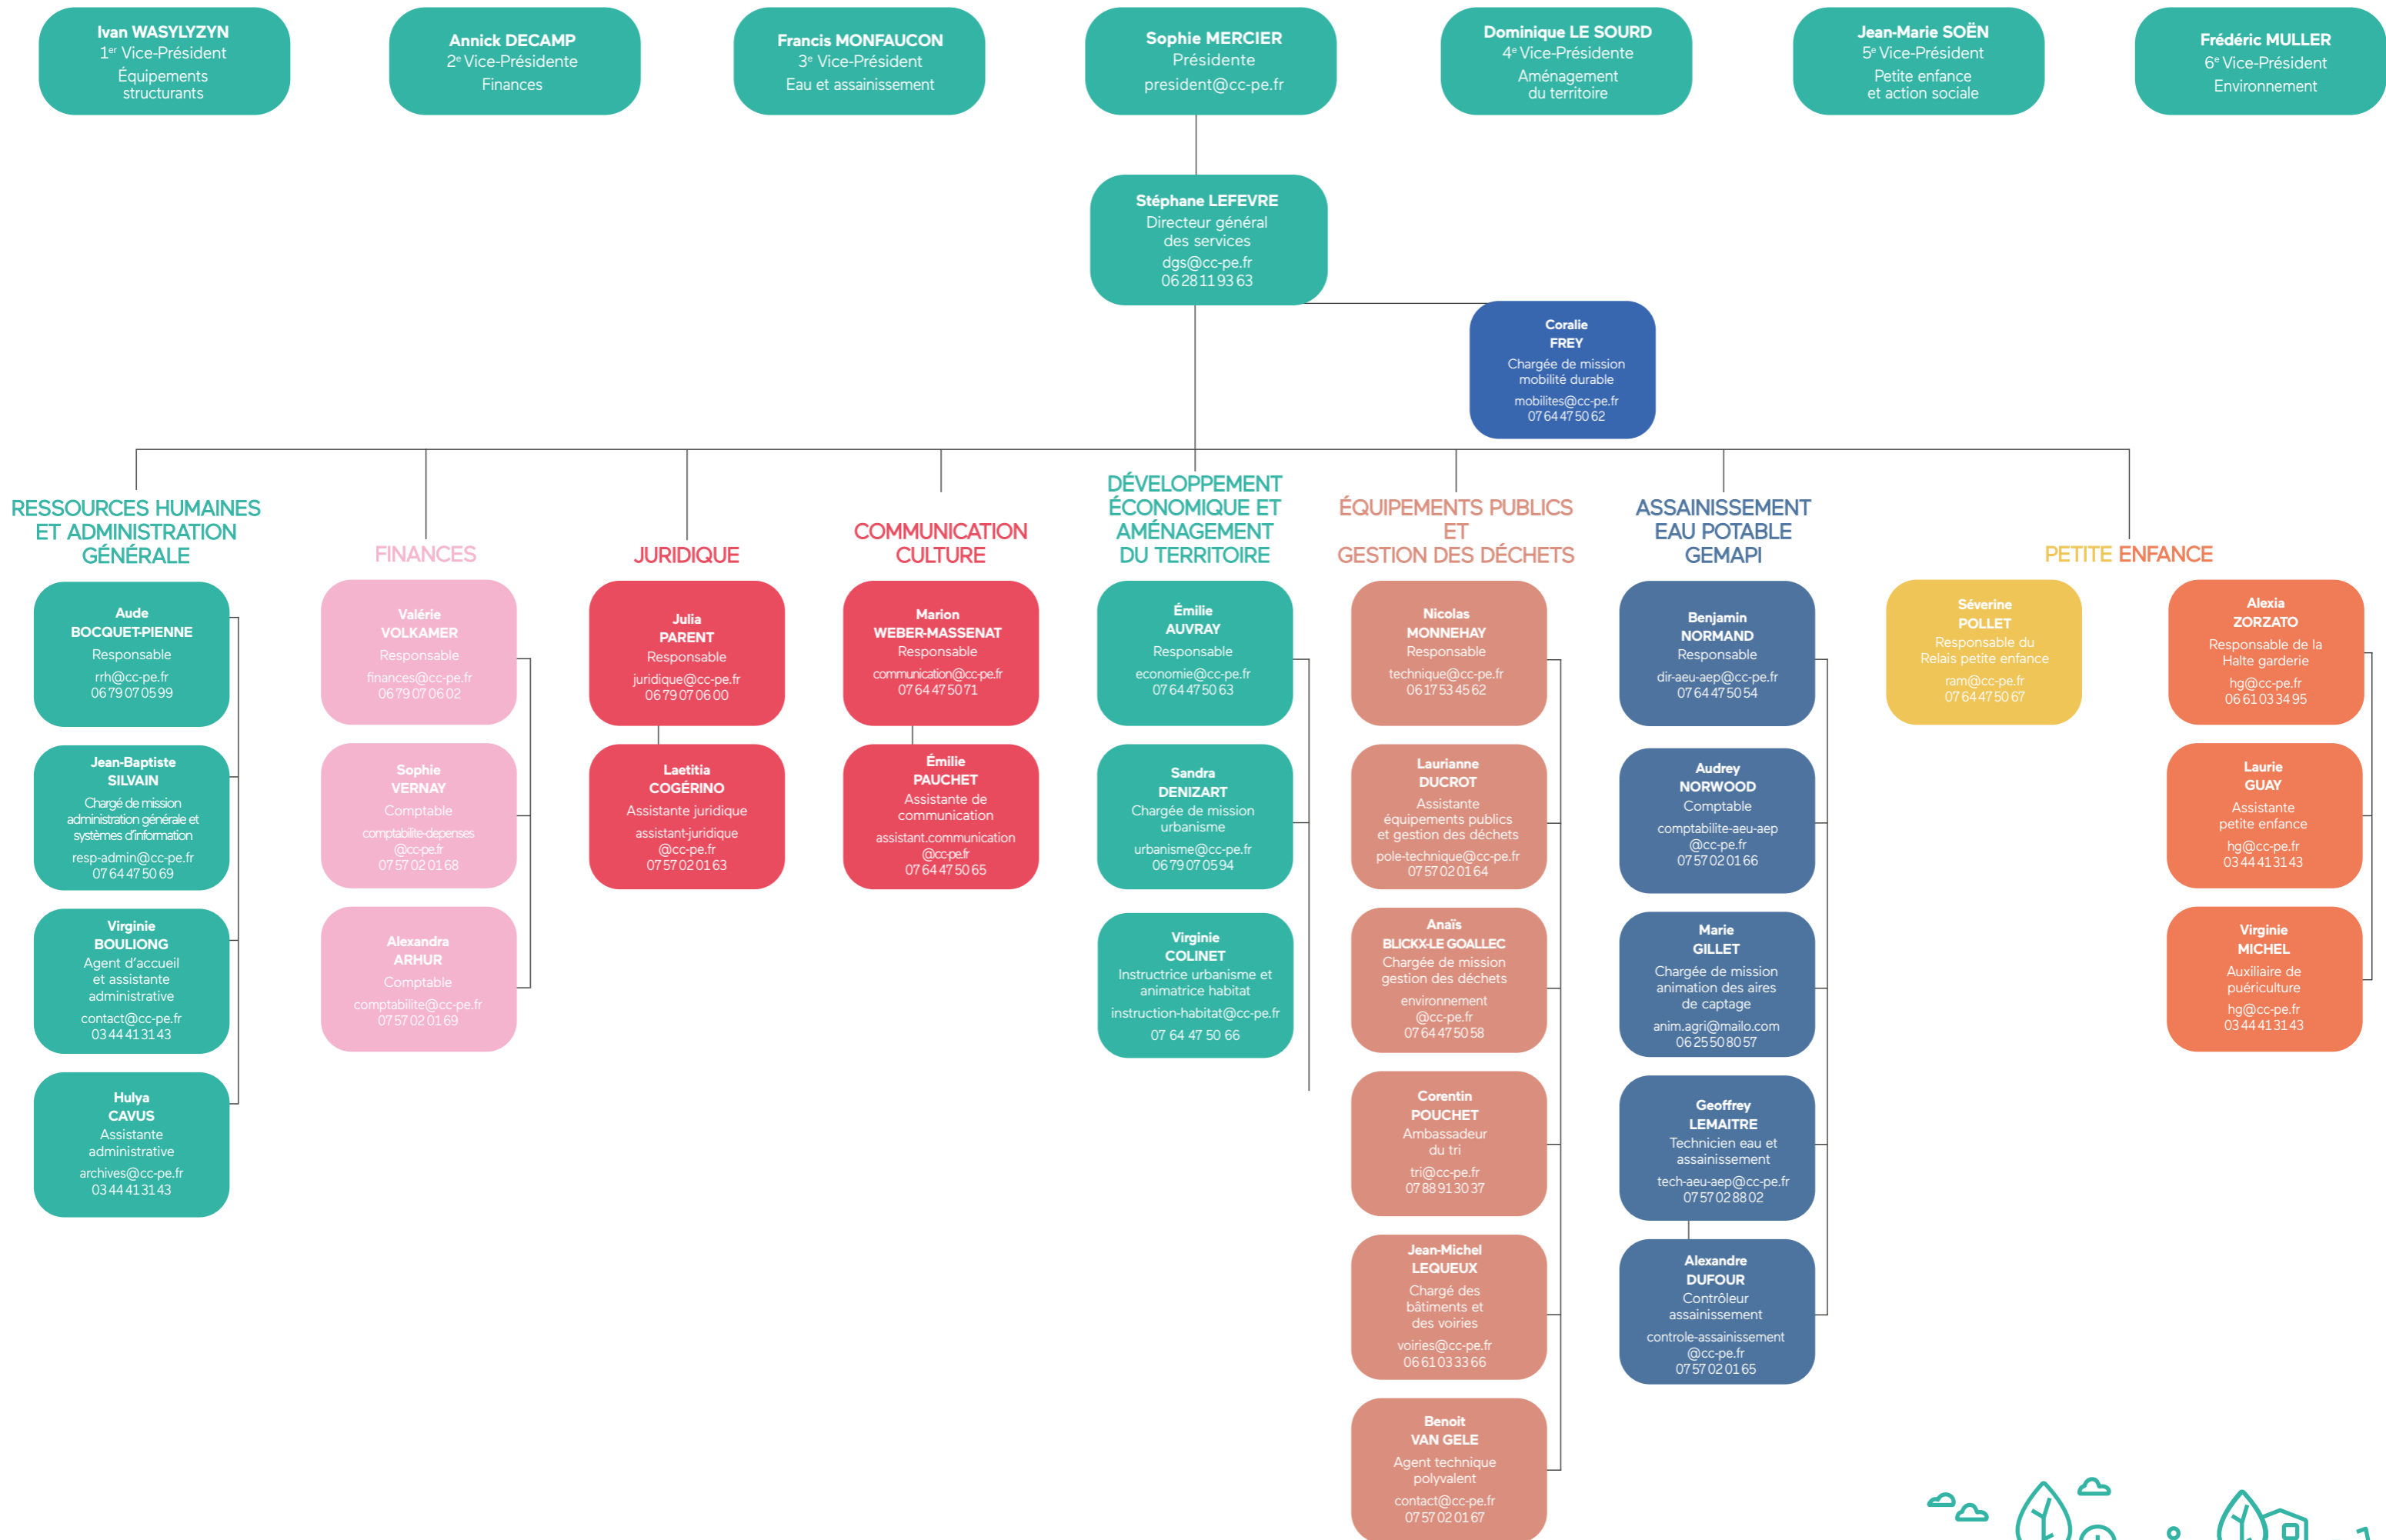 Ivan WASYLYZYN
1er Vice-Président
Équipements
structurants
Annick DECAMP
2e Vice-Présidente
Finances
Francis MONFAUCON
3e Vice-Président
Eau et assainissement
Sophie MERCIER
Présidente
president@cc-pe.fr
Dominique LE SOURD
4e Vice-Présidente
Aménagement
du territoire
Jean-Marie SOËN
5e Vice-Président
Petite enfance
et action sociale
Frédéric MULLER
6e Vice-Président
Environnement
Stéphane LEFEVRE
Directeur général
des services
dgs@cc-pe.fr
06 28 11 93 63
Coralie
FREY
Chargée de mission
mobilité durable
mobilites@cc-pe.fr
07 64 47 50 62
RESSOURCES HUMAINES
ET ADMINISTRATION
GÉNÉRALE
Aude
BOCQUET-PIENNE
Responsable
rrh@cc-pe.fr
06 79 07 05 99
Jean-Baptiste
SILVAIN
Chargé de mission
administration générale et
systèmes d'information
resp-admin@cc-pe.fr
07 64 47 50 69
Virginie
BOULIONG
Agent d'accueil
et assistante
administrative
contact@cc-pe.fr
03 44 41 31 43
Hulya
CAVUS
Assistante
administrative
archives@cc-pe.fr
03 44 41 31 43
FINANCES
Valérie
VOLKAMER
Responsable
finances@cc-pe.fr
06 79 07 06 02
Sophie
VERNAY
Comptable
comptabilite-depenses
@cc-pe.fr
07 57 02 01 68
Alexandra
ARHUR
Comptable
comptabilite@cc-pe.fr
07 57 02 01 69
JURIDIQUE
Julia
PARENT
Responsable
juridique@cc-pe.fr
06 79 07 06 00
Laetitia
COGÉRINO
Assistante juridique
assistant-juridique
@cc-pe.fr
07 57 02 01 63
COMMUNICATION
CULTURE
Marion
WEBER-MASSENAT
Responsable
communication@cc-pe.fr
07 64 47 50 71
Émilie
PAUCHET
Assistante de
communication
assistant.communication
@cc-pe.fr
07 64 47 50 65
DÉVELOPPEMENT
ÉCONOMIQUE ET
AMÉNAGEMENT
DU TERRITOIRE
Émilie
AUVRAY
Responsable
economie@cc-pe.fr
07 64 47 50 63
Sandra
DENIZART
Chargée de mission
urbanisme
urbanisme@cc-pe.fr
06 79 07 05 94
Virginie
COLINET
Instructrice urbanisme et
animatrice habitat
instruction-habitat@cc-pe.fr
07 64 47 50 66
ÉQUIPEMENTS PUBLICS
ET
GESTION DES DÉCHETS
Nicolas
MONNEHAY
Responsable
technique@cc-pe.fr
06 17 53 45 62
Laurianne
DUCROT
Assistante
équipements publics
et gestion des déchets
pole-technique@cc-pe.fr
07 57 02 01 64
Anaïs
BLICKX-LE GOALLEC
Chargée de mission
gestion des déchets
environnement
@cc-pe.fr
07 64 47 50 58
Corentin
POUCHET
Ambassadeur
du tri
tri@cc-pe.fr
07 88 91 30 37
Jean-Michel
LEQUEUX
Chargé des
bâtiments et
des voiries
voiries@cc-pe.fr
06 61 03 33 66
Benoit
VAN GELE
Agent technique
polyvalent
contact@cc-pe.fr
07 57 02 01 67
ASSAINISSEMENT
EAU POTABLE
GEMAPI
Benjamin
NORMAND
Responsable
dir-aeu-aep@cc-pe.fr
07 64 47 50 54
Audrey
NORWOOD
Comptable
comptabilite-aeu-aep
@cc-pe.fr
07 57 02 01 66
Marie
GILLET
Chargée de mission
animation des aires
de captage
anim.agri@mailo.com
06 25 50 80 57
Geoffrey
LEMAITRE
Technicien eau et
assainissement
tech-aeu-aep@cc-pe.fr
07 57 02 88 02
Alexandre
DUFOUR
Contrôleur
assainissement
controle-assainissement
@cc-pe.fr
07 57 02 01 65
PETITE ENFANCE
Séverine
POLLET
Responsable du
Relais petite enfance
ram@cc-pe.fr
07 64 47 50 67
Alexia
ZORZATO
Responsable de la
Halte garderie
hg@cc-pe.fr
06 61 03 34 95
Laurie
GUAY
Assistante
petite enfance
hg@cc-pe.fr
03 44 41 31 43
Virginie
MICHEL
Auxiliaire de
puériculture
hg@cc-pe.fr
03 44 41 31 43